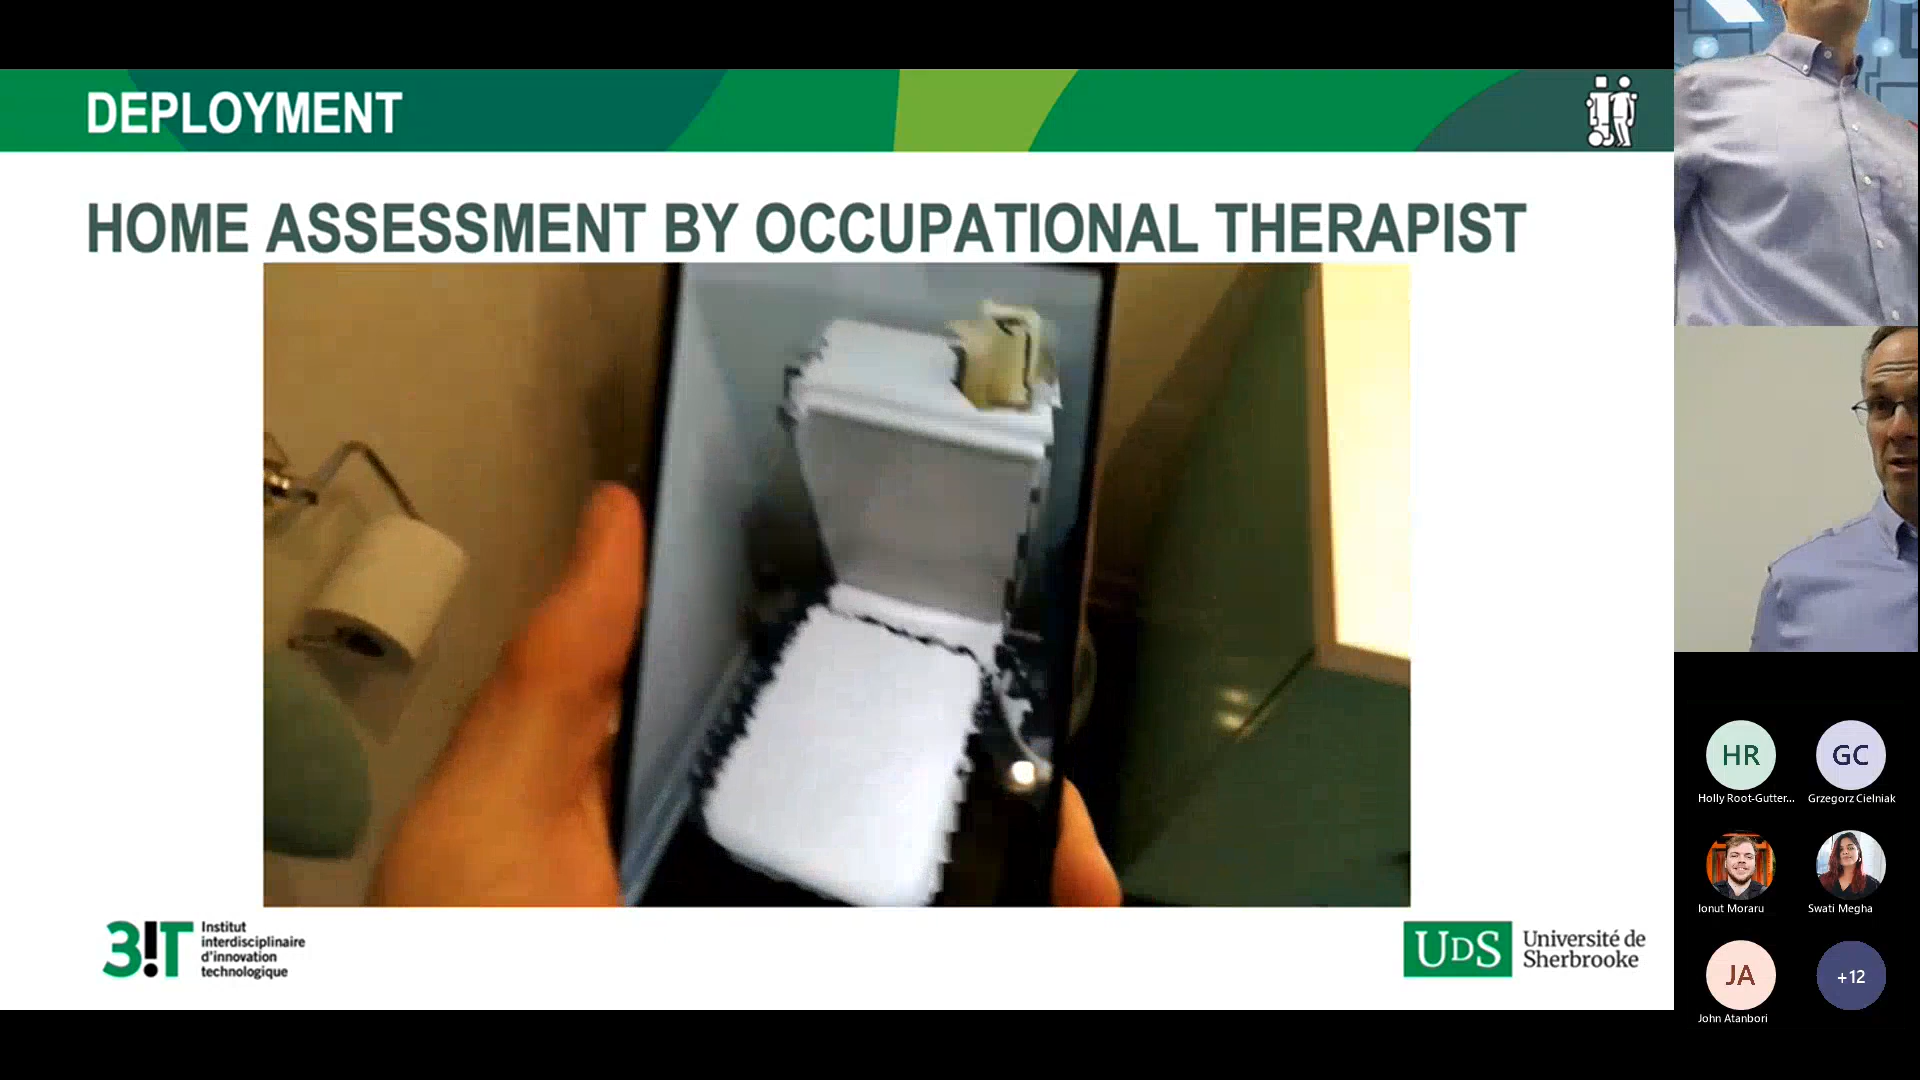 DEPLOYMENT
HOME ASSESSMENT BY OCCUPATIONAL THERAPIST
3!T
Institut
interdisciplinaire
d'innovation
technologique
UDS
Université de
Sherbrooke
HR
GC
Holly Root-Gutter...
Grzegorz Cielniak
Ionut Moraru
Swati Megha
JA
+12
John Atanbori